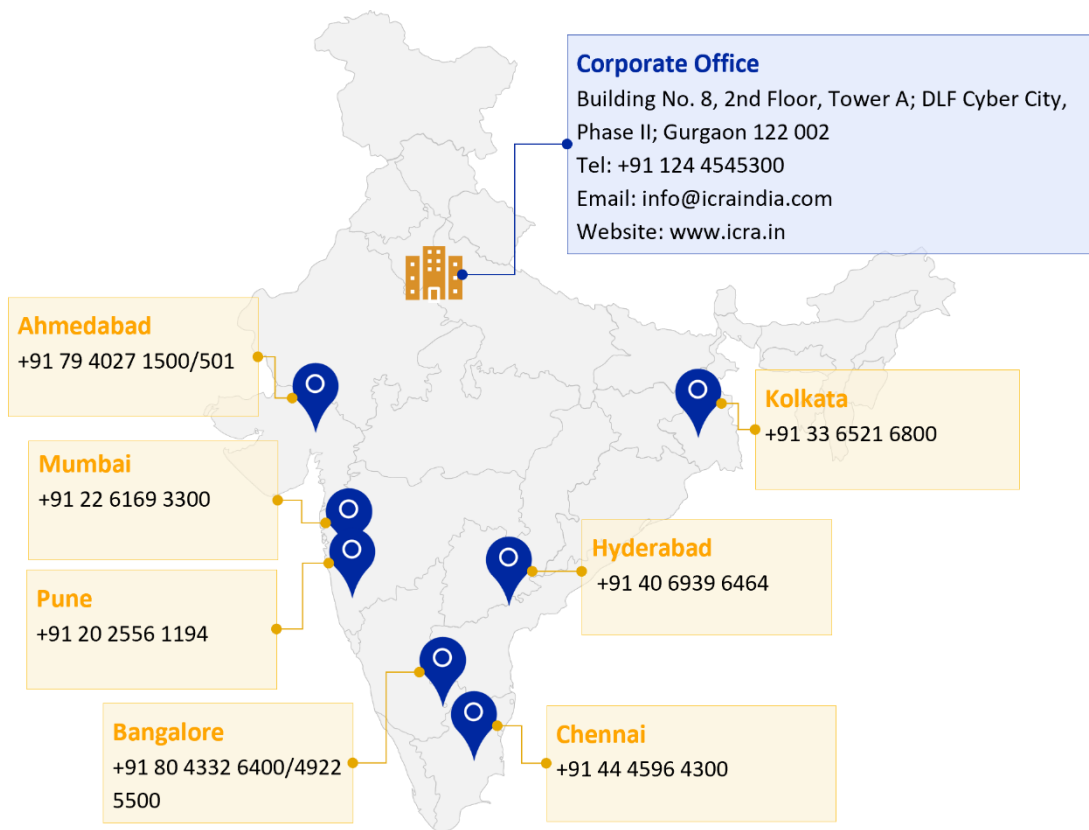 Corporate Office
Building No. 8, 2nd Floor, Tower A; DLF Cyber City,
Phase II; Gurgaon 122 002
Tel: +91 124 4545300
Email: info@icraindia.com
Website: www.icra.in
Ahmedabad
+91 79 4027 1500/501
Kolkata
+91 33 6521 6800
Mumbai
+91 22 6169 3300
Hyderabad
+91 40 6939 6464
Pune
+91 20 2556 1194
Bangalore
+91 80 4332 6400/4922
5500
Chennai
+91 44 4596 4300